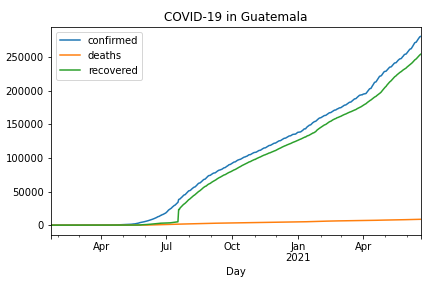 COVID-19 in Guatemala
confirmed
deaths
recovered
250000
200000
150000
100000
50000
0
Apr Jul Oct Jan Apr
2021
Day